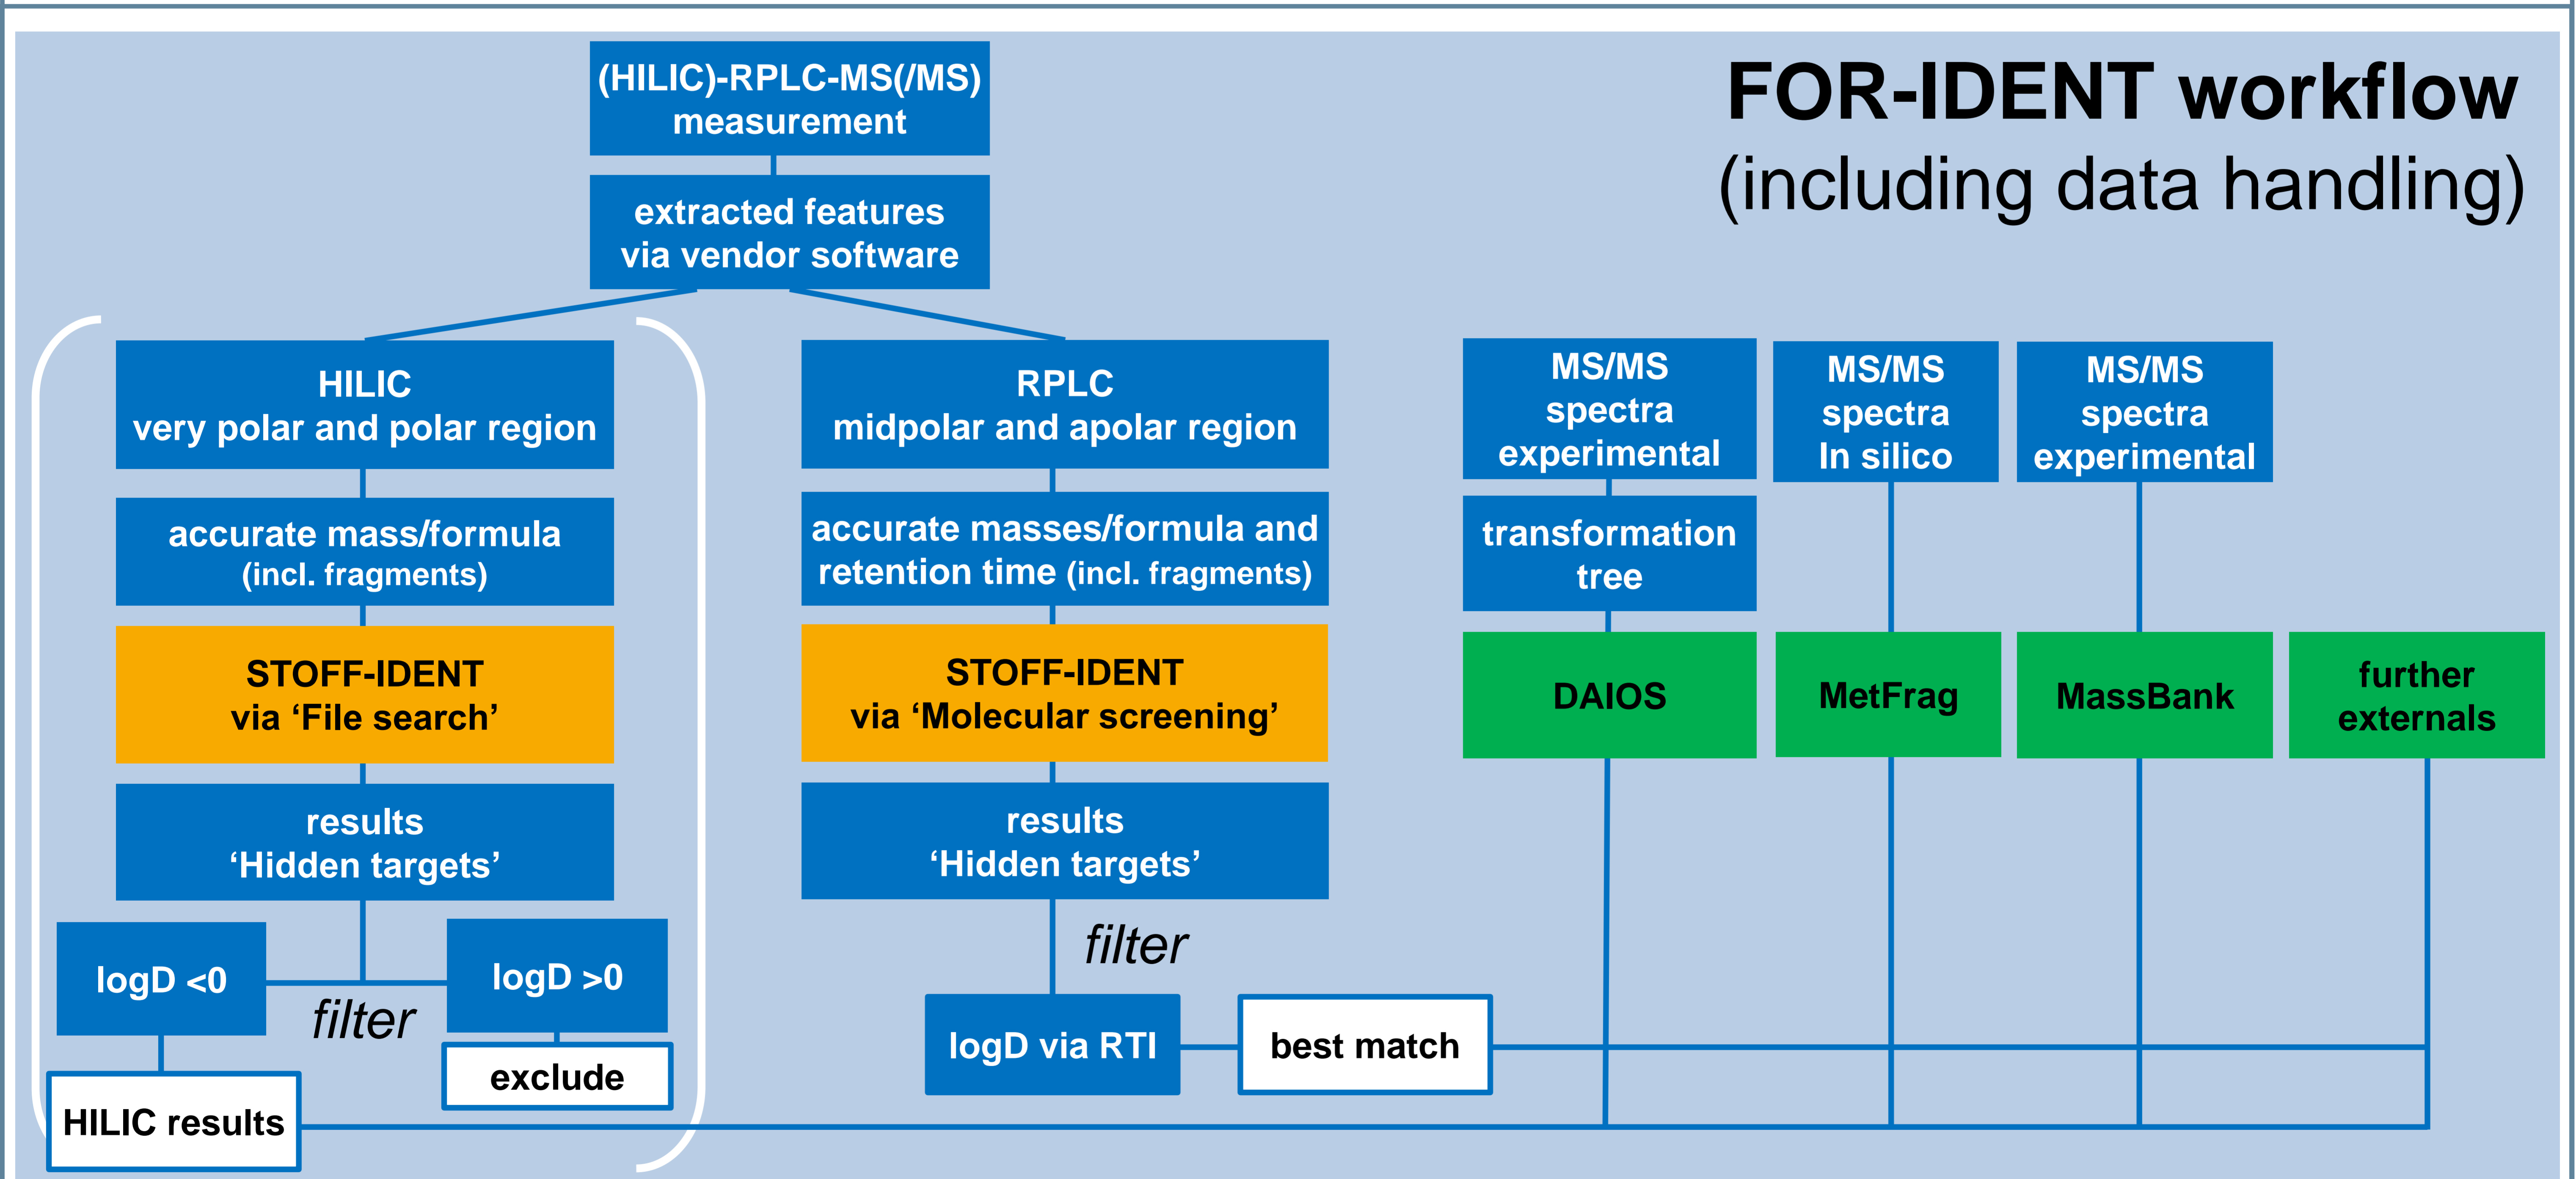 FOR-IDENT workflow
(including data handling)
(HILIC)-RPLC-MS(/MS)
measurement
extracted features
via vendor software
HILIC
very polar and polar region
accurate mass/formula
(incl. fragments)
STOFF-IDENT
via ‘File search’
results
‘Hidden targets’
logD <0
filter
logD >0
exclude
HILIC results
RPLC
midpolar and apolar region
accurate masses/formula and
retention time (incl. fragments)
STOFF-IDENT
via ‘Molecular screening’
results
‘Hidden targets’
filter
logD via RTI
best match
MS/MS
spectra
experimental
transformation
tree
DAIOS
MS/MS
spectra
In silico
MetFrag
MS/MS
spectra
experimental
MassBank
further
externals